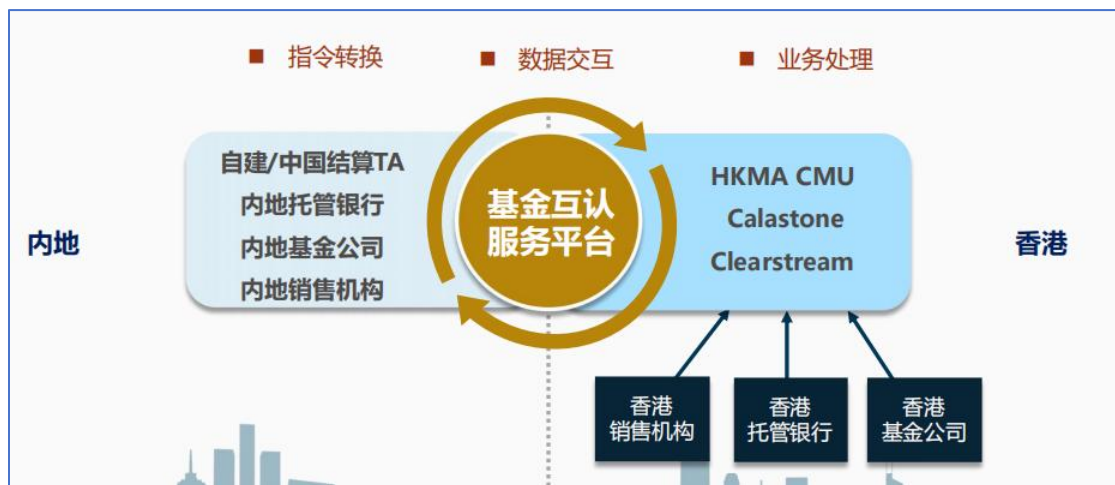 ■ 指令转换 ■ 数据交互 ■ 业务处理
自建/中国结算TA
内地托管银行
内地基金公司
内地销售机构
内地
基金互认
服务平台
HKMA CMU
Calastone
Clearstream
香港
香港
销售机构
香港
托管银行
香港
基金公司